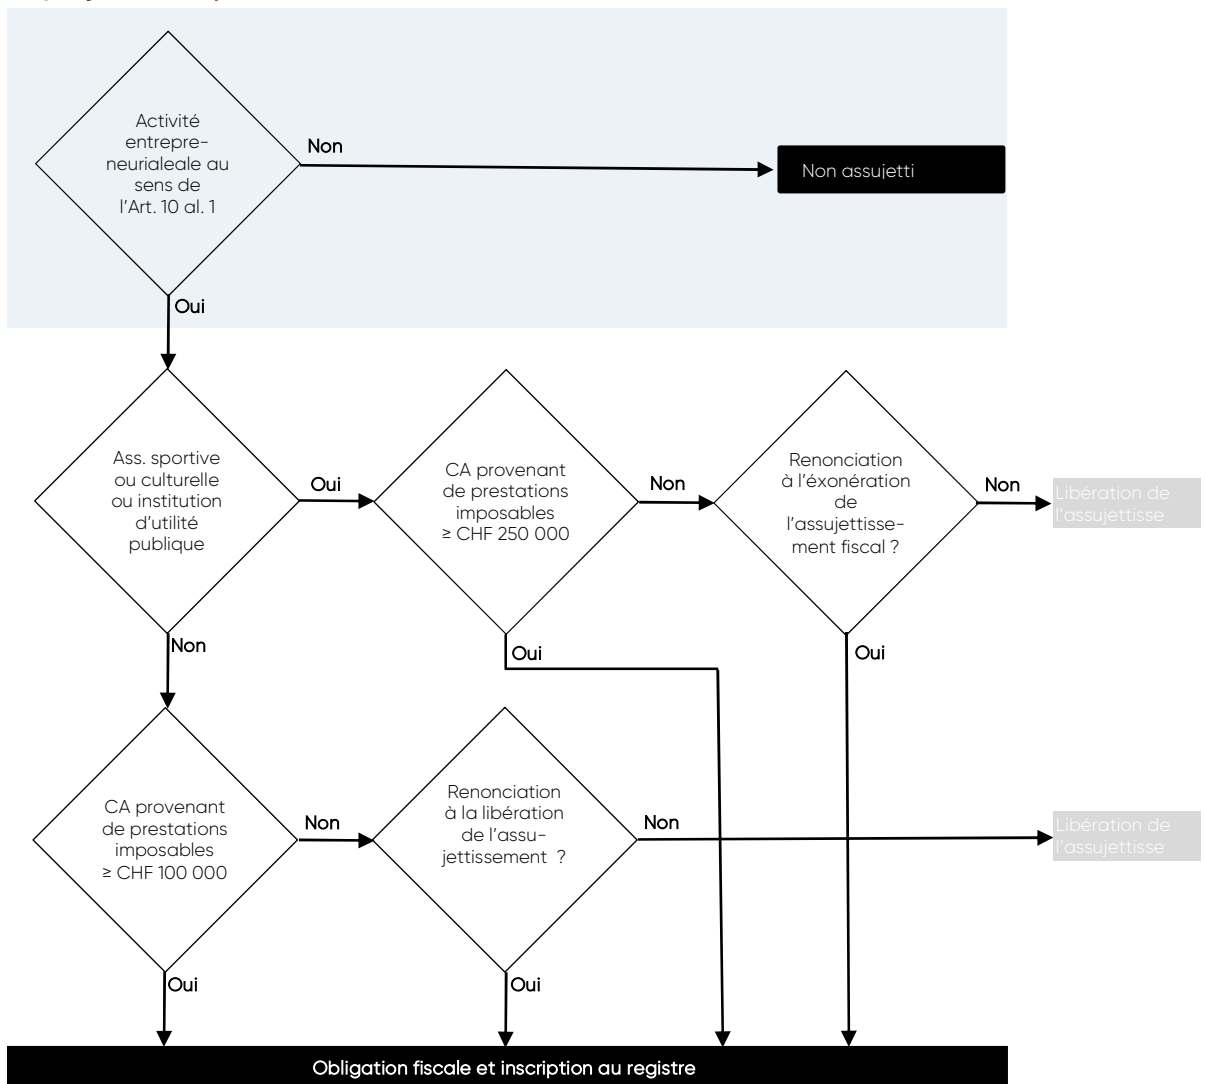 Activité
entrepre-
neurialeale au
sens de
l'Art. 10 al. 1
Non
Non assujetti
Oui
Ass. sportive
ou culturelle
ou institution
d'utilité
publique
Oui
CA provenant
de prestations
imposables
≥ CHF 250 000
Non
Renonciation
à l'éxonération
de
l'assujettisse-
ment fiscal ?
Non
Libération de
l'assujettisse
Non
Oui
Oui
CA provenant
de prestations
imposables
≥ CHF 100 000
Non
Renonciation
à la libération
de l'assu-
jettissement ?
Non
Libération de
l'assujettisse
Oui
Oui
Obligation fiscale et inscription au registre